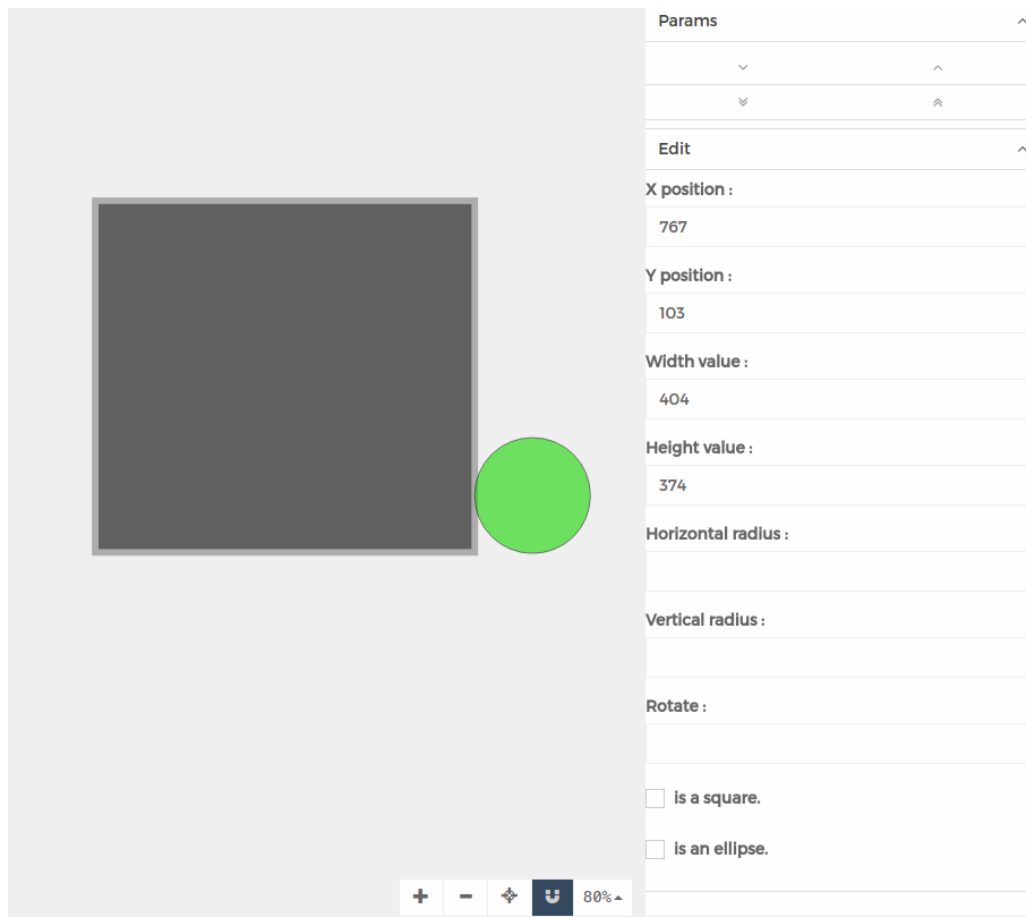 Params
Edit
X position :
767
Y position :
103
Width value :
404
Height value :
374
Horizontal radius :
Vertical radius :
Rotate :
is a square.
is an ellipse.
80%